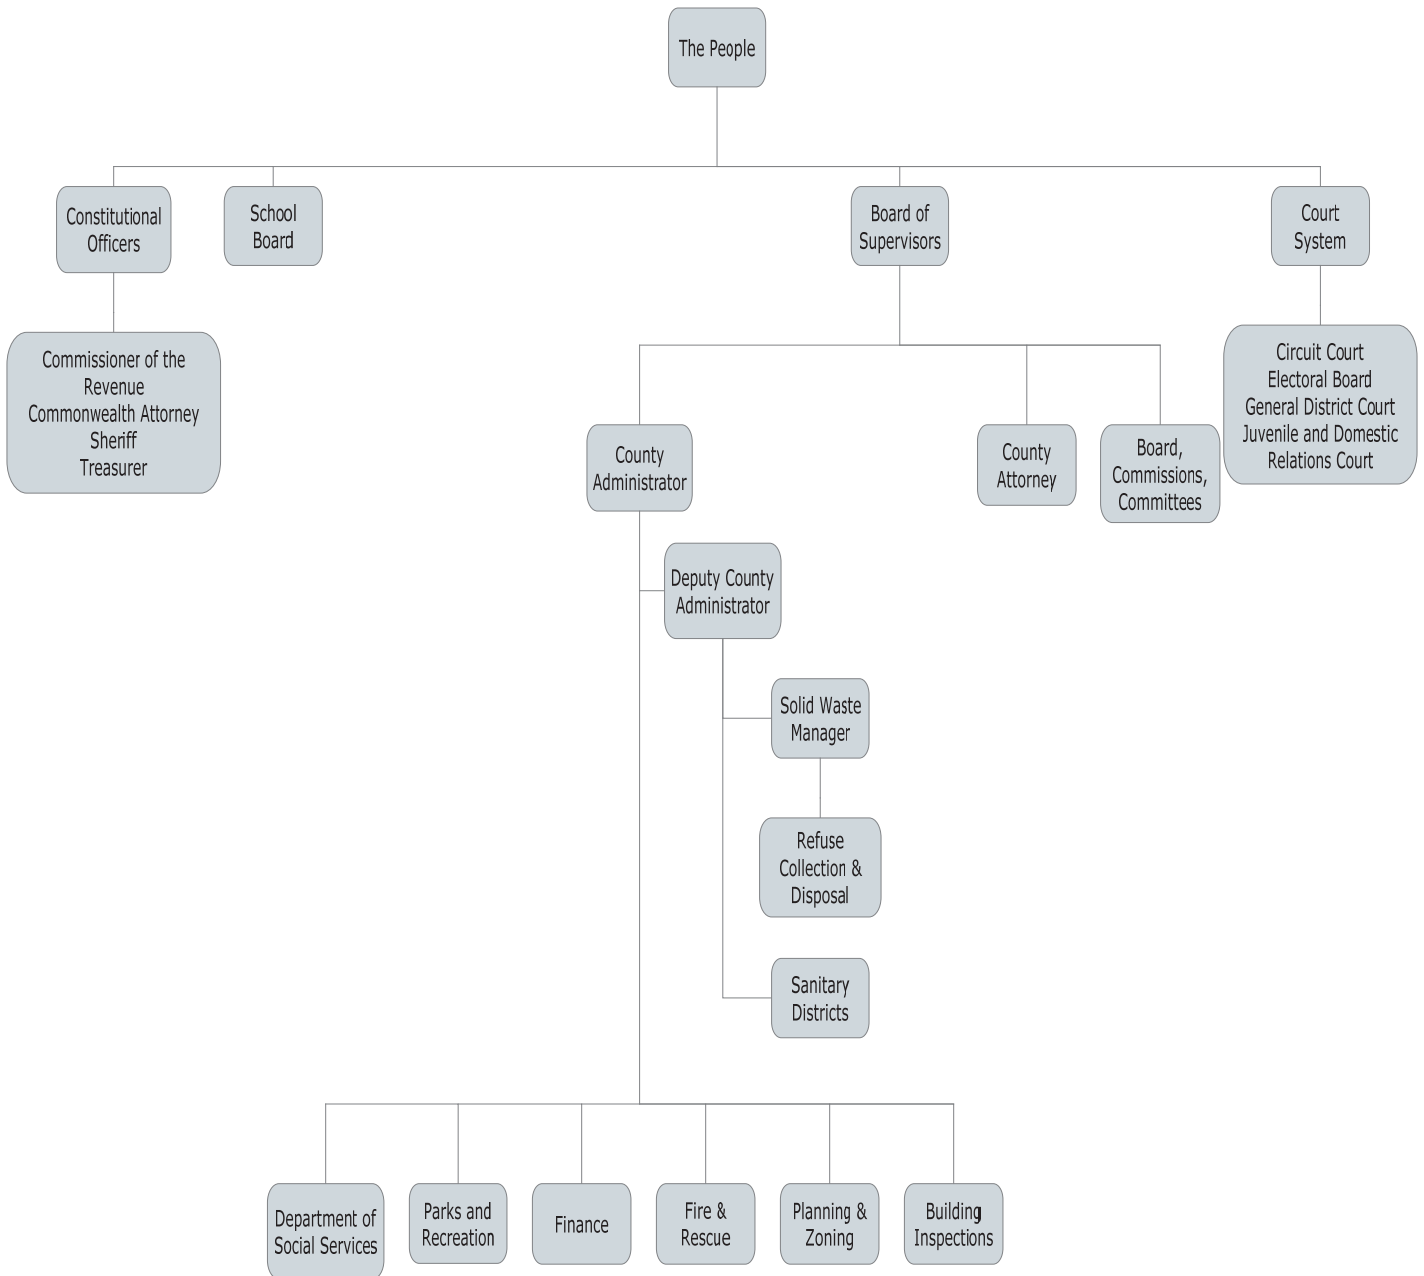 The People
Constitutional
Officers
School
Board
Board of
Supervisors
Court
System
Commissioner of the
Revenue
Commonwealth Attorney
Sheriff
Treasurer
Circuit Court
Electoral Board
General District Court
Juvenile and Domestic
Relations Court
County
Administrator
County
Attorney
Board,
Commissions,
Committees
Deputy County
Administrator
Solid Waste
Manager
Refuse
Collection &
Disposal
Sanitary
Districts
Department of
Social Services
Parks and
Recreation
Finance
Fire &
Rescue
Planning &
Zoning
Building
Inspections